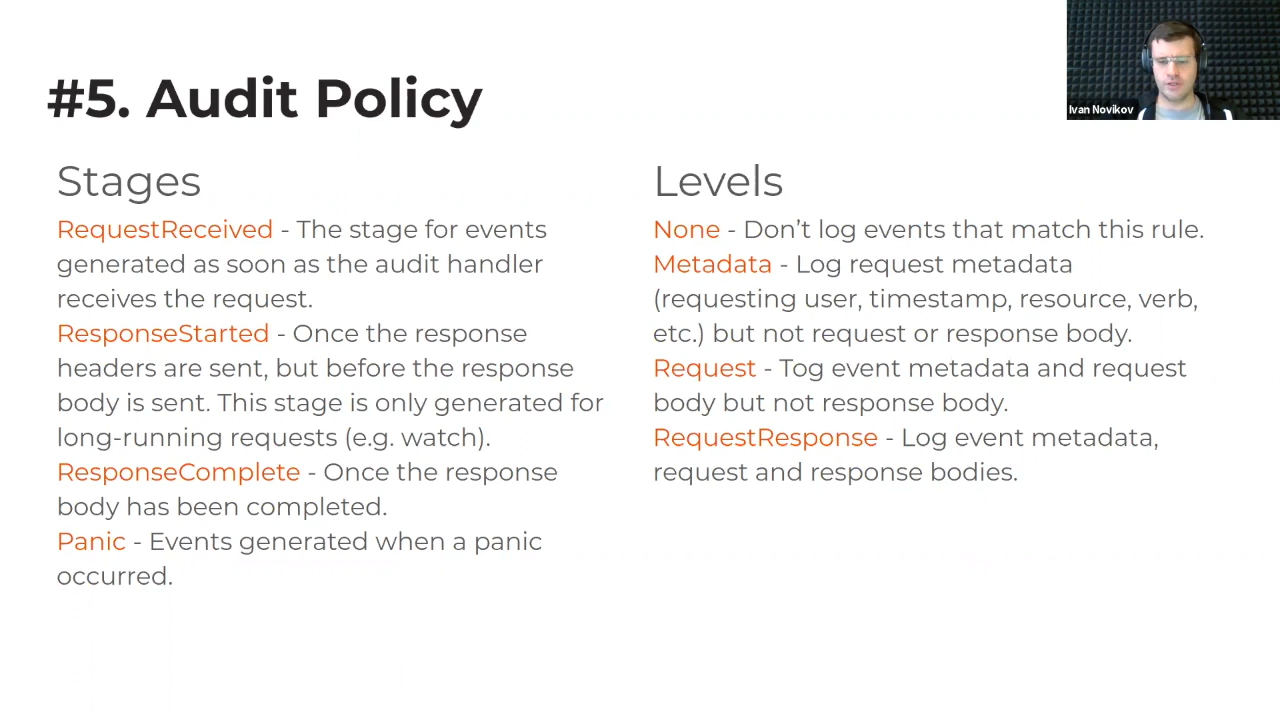 #5. Audit Policy
Ivan Novikov
Stages
RequestReceived - The stage for events
generated as soon as the audit handler
receives the request.
ResponseStarted - Once the response
headers are sent, but before the response
body is sent. This stage is only generated for
long-running requests (e.g. watch).
ResponseComplete - Once the response
body has been completed.
Panic - Events generated when a panic
occurred.
Levels
None - Don’t log events that match this rule.
Metadata - Log request metadata
(requesting user, timestamp, resource, verb,
etc.) but not request or response body.
Request - Tog event metadata and request
body but not response body.
RequestResponse - Log event metadata,
request and response bodies.